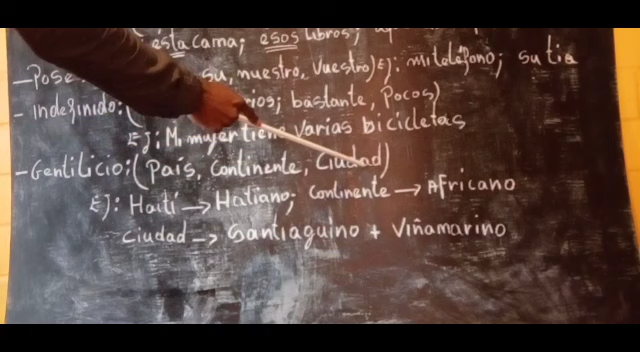 esta cama; esos libros;
-Pose su, nuestro, vuestro) Ej: mi teléfono; su tia
- indefinido: ( ios; bastante, Pocos)
Ej: Mi mujer tiene varias bicicletas
- Gentilicio: (País, Continente, Ciudad)
Ej: Haití → Hatiano; Continente → Africano
Ciudad → Santiaguino + Viñamarino